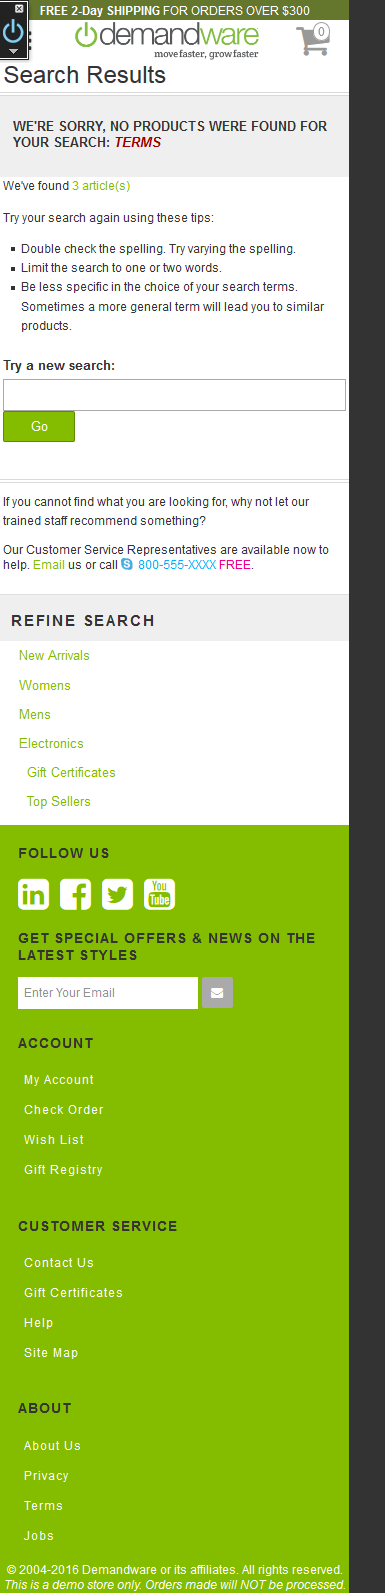 FREE 2-Day SHIPPING FOR ORDERS OVER $300
demandware
move faster, grow faster
0
Search Results
WE'RE SORRY, NO PRODUCTS WERE FOUND FOR
YOUR SEARCH: TERMS
We've found 3 article(s)
Try your search again using these tips:
Double check the spelling. Try varying the spelling.
Limit the search to one or two words.
Be less specific in the choice of your search terms.
Sometimes a more general term will lead you to similar
products.
Try a new search:
Go
If you cannot find what you are looking for, why not let our
trained staff recommend something?
Our Customer Service Representatives are available now to
help. Email us or call 800-555-XXXX FREE.
REFINE SEARCH
New Arrivals
Womens
Mens
Electronics
Gift Certificates
Top Sellers
FOLLOW US
in f You Tube
GET SPECIAL OFFERS & NEWS ON THE
LATEST STYLES
Enter Your Email
ACCOUNT
My Account
Check Order
Wish List
Gift Registry
CUSTOMER SERVICE
Contact Us
Gift Certificates
Help
Site Map
ABOUT
About Us
Privacy
Terms
Jobs
© 2004-2016 Demandware or its affiliates. All rights reserved.
This is a demo store only. Orders made will NOT be processed.